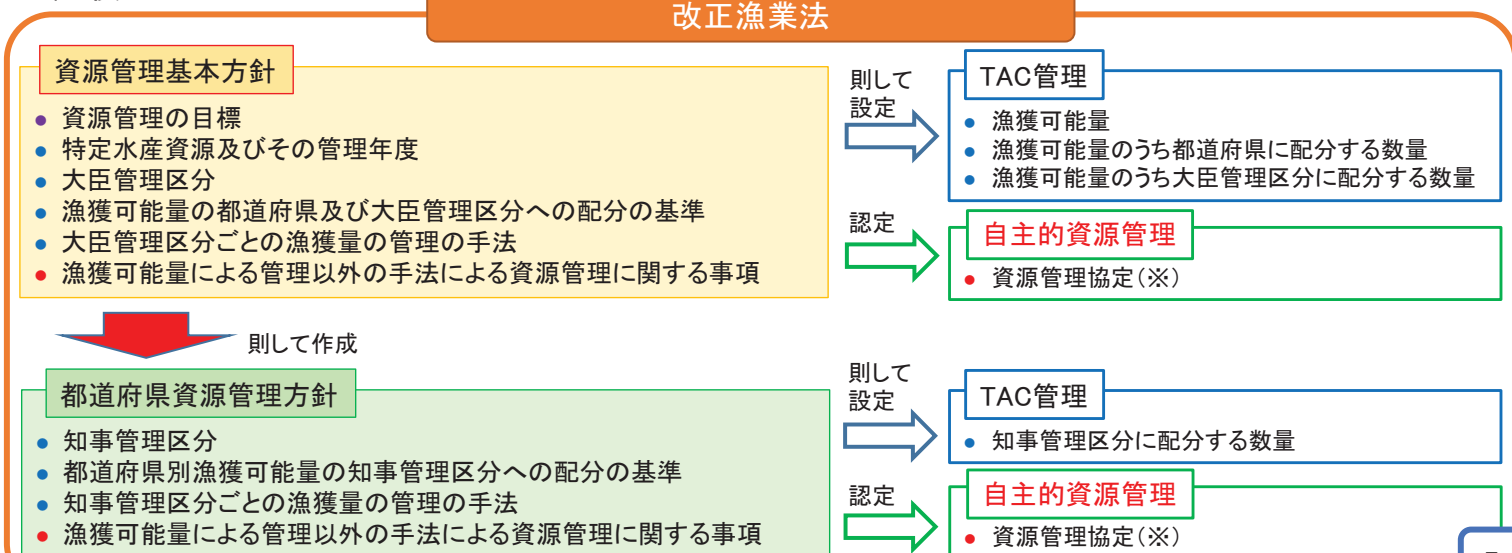 改正漁業法
資源管理基本方針
● 資源管理の目標
● 特定水産資源及びその管理年度
● 大臣管理区分
● 漁獲可能量の都道府県及び大臣管理区分への配分の基準
● 大臣管理区分ごとの漁獲量の管理の手法
● 漁獲可能量による管理以外の手法による資源管理に関する事項
則して
設定
TAC管理
● 漁獲可能量
● 漁獲可能量のうち都道府県に配分する数量
● 漁獲可能量のうち大臣管理区分に配分する数量
認定
自主的資源管理
● 資源管理協定(※)
則して作成
都道府県資源管理方針
● 知事管理区分
● 都道府県別漁獲可能量の知事管理区分への配分の基準
● 知事管理区分ごとの漁獲量の管理の手法
● 漁獲可能量による管理以外の手法による資源管理に関する事項
則して
設定
TAC管理
● 知事管理区分に配分する数量
認定
自主的資源管理
● 資源管理協定(※)